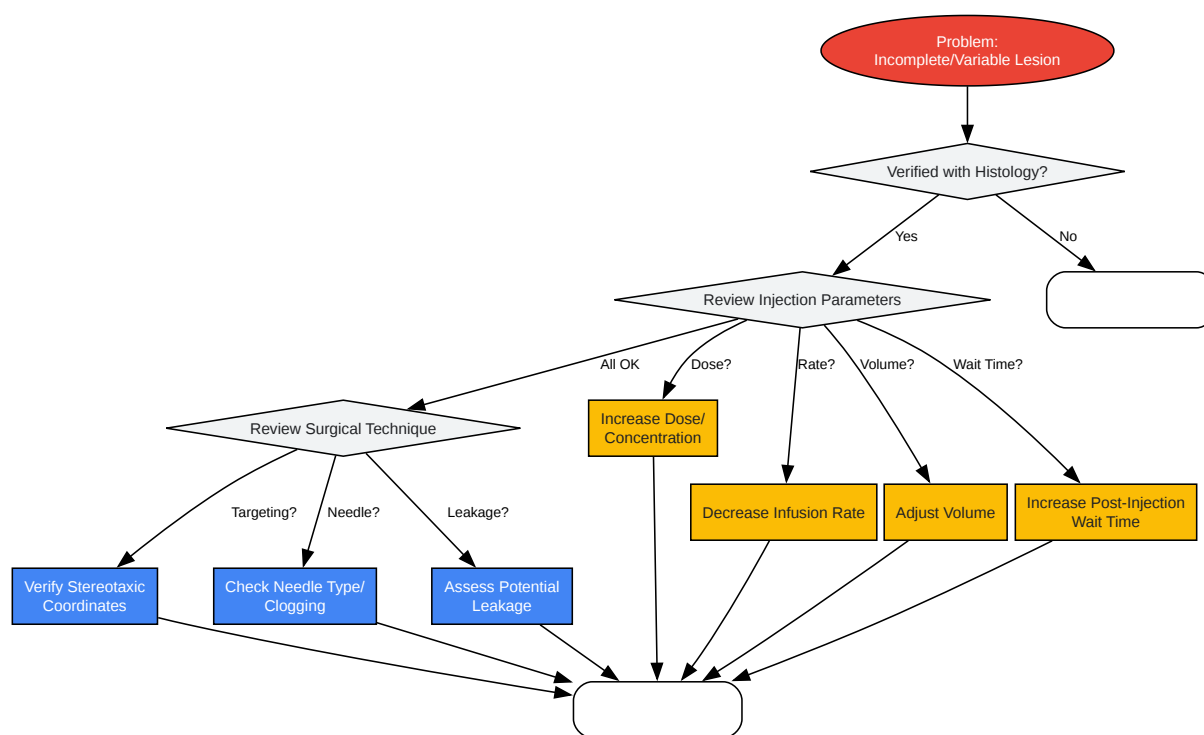 Problem:
Incomplete/Variable Lesion
Verified with Histology?
Yes
No
Review Injection Parameters
All OK
Dose?
Rate?
Volume?
Wait Time?
Review Surgical Technique
Increase Dose/
Concentration
Targeting?
Needle?
Leakage?
Decrease Infusion Rate
Adjust Volume
Increase Post-Injection
Wait Time
Verify Stereotaxic
Coordinates
Check Needle Type/
Clogging
Assess Potential
Leakage